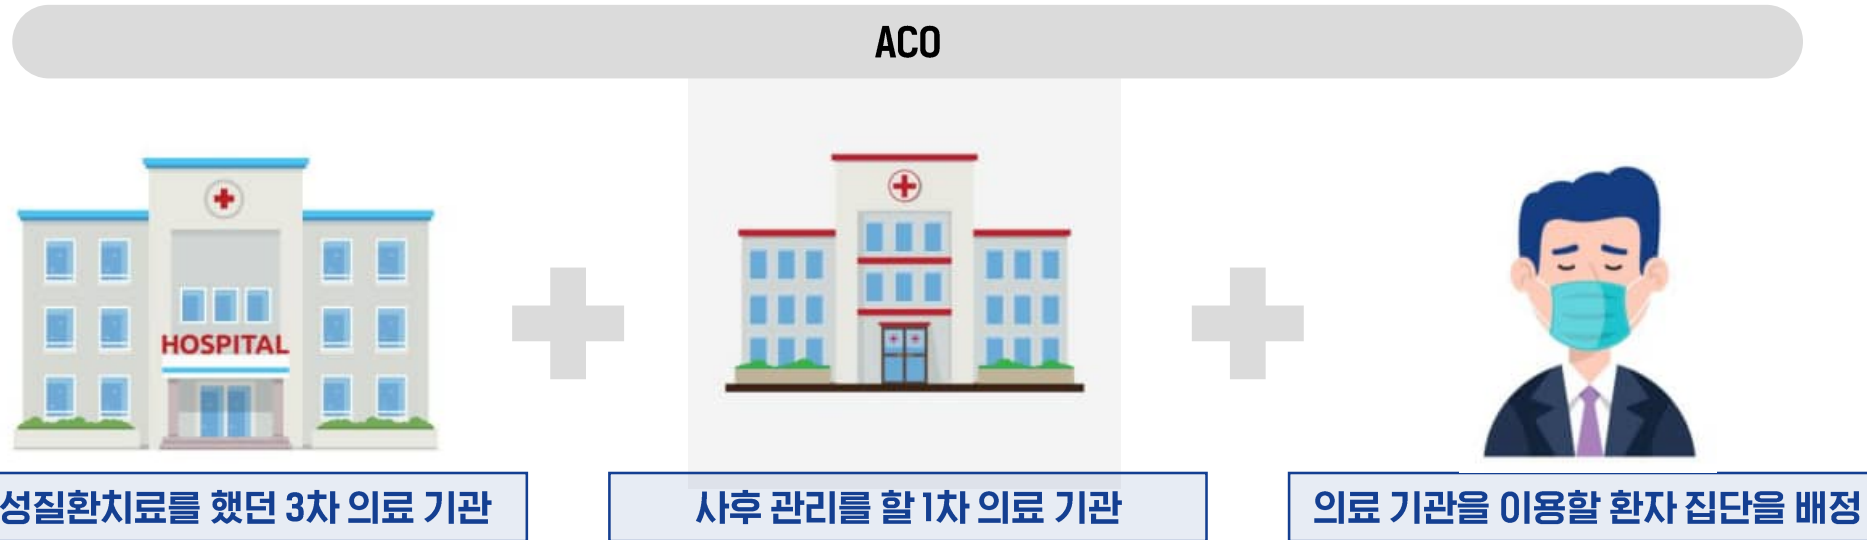 ACO
HOSPITAL
성질환치료를 했던 3차 의료 기관
사후 관리를 할 1차 의료 기관
의료 기관을 이용할 환자 집단을 배정